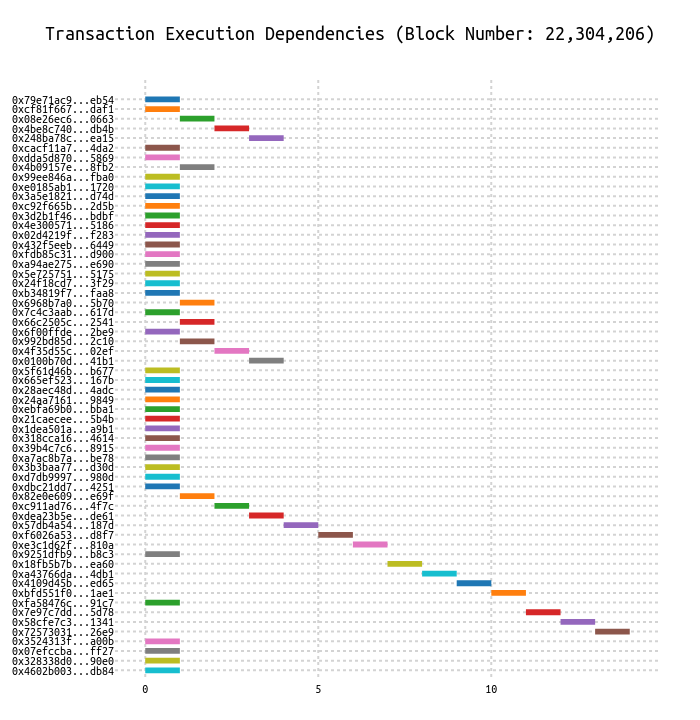 Transaction Execution Dependencies (Block Number: 22,304,206)
0x79e71ac9...eb54
0xcf81f667...daf1
0x08e26ec6...0663
0x4be8c740...db4b
0x248ba78c...ea15
0xcacf11a7...4da2
0xdda5d870...5869
0x4b09157e...8fb2
0x99ee846a...fba0
0xe0185ab1...1720
0x3a5e1821...d74d
0xc92f665b...2d5b
0x3d2b1f46...bdbf
0x4e300571...5186
0x02d4219f...f283
0x432f5eeb...6449
0xfdb85c31...d900
0xa94ae275...e690
0x5e725751...5175
0x24f18cd7...3f29
0xb34819f7...faa8
0x6968b7a0...5b70
0x7c4c3aab...617d
0x66c2505c...2541
0x6f00ffde...2be9
0x992bd85d...2c10
0x4f35d55c...02ef
0x0100b70d...41b1
0x5f61d46b...b677
0x665ef523...167b
0x28aec48d...4adc
0x24aa7161...9849
0xebfa69b0...bba1
0x21caecee...5b4b
0x1dea501a...a9b1
0x318cca16...4614
0x39b4c7c6...8915
0xa7ac8b7a...be78
0x3b3baa77...d30d
0xd7db9997...980d
0xdbc21dd7...4251
0x82e0e609...e69f
0xc911ad76...4f7c
0xdea23b5e...de61
0x57db4a54...187d
0xf6026a53...d8f7
0xe3c1d62f...810a
0x9251dfb9...b8c3
0x18fb5b7b...ea60
0xa43766da...4db1
0x4109d45b...ed65
0xbfd551f0...1ae1
0xfa58476c...91c7
0x7e97c7dd...5d78
0x58cfe7c3...1341
0x72573031...26e9
0x3524313f...a00b
0x07efccba...ff27
0x328338d0...90e0
0x4602b003...db84
0 5 10